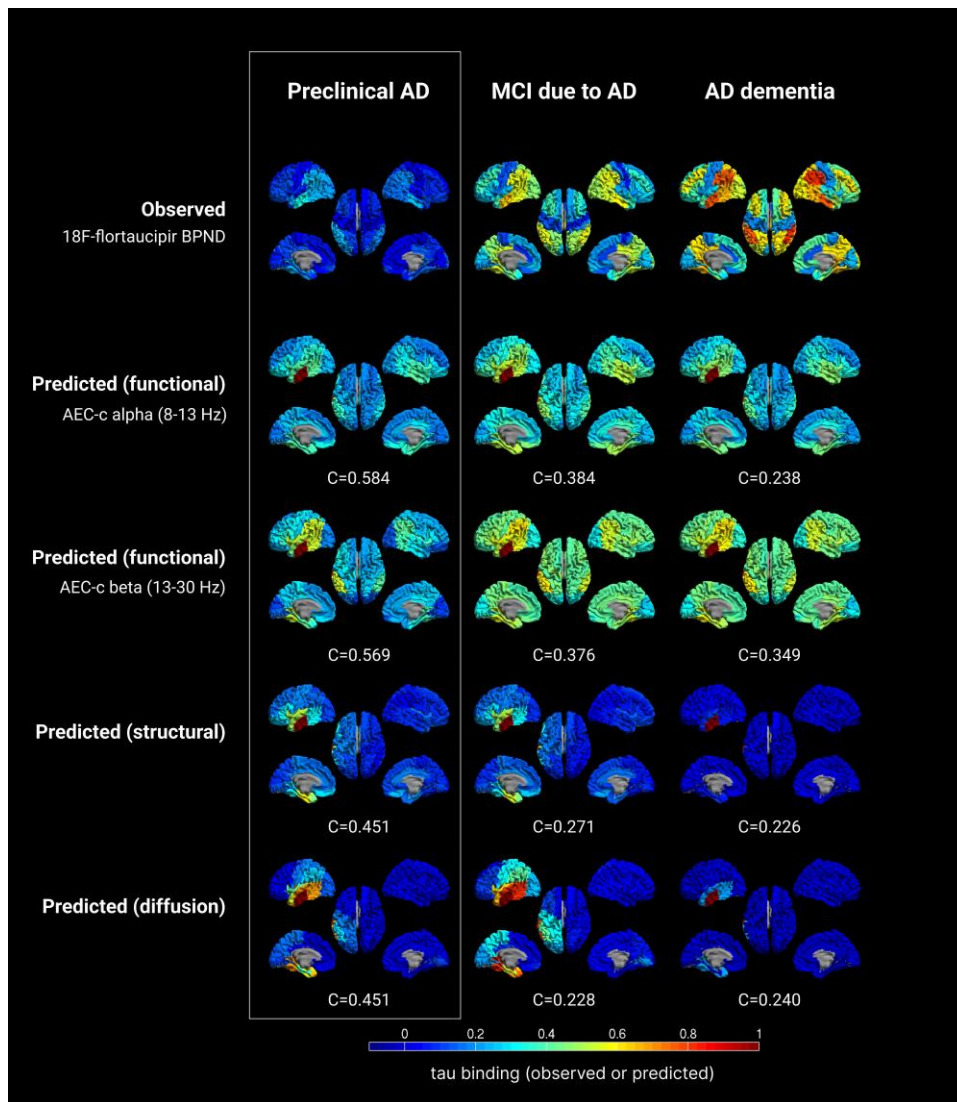 Preclinical AD
MCI due to AD
AD dementia
Observed
18F-flortaucipir BPND
Predicted (functional)
AEC-c alpha (8-13 Hz)
C=0.584
C=0.384
C=0.238
Predicted (functional)
AEC-c beta (13-30 Hz)
C=0.569
C=0.376
C=0.349
Predicted (structural)
C=0.451
C=0.271
C=0.226
Predicted (diffusion)
C=0.451
C=0.228
C=0.240
0 0.2 0.4 0.6 0.8 1
tau binding (observed or predicted)